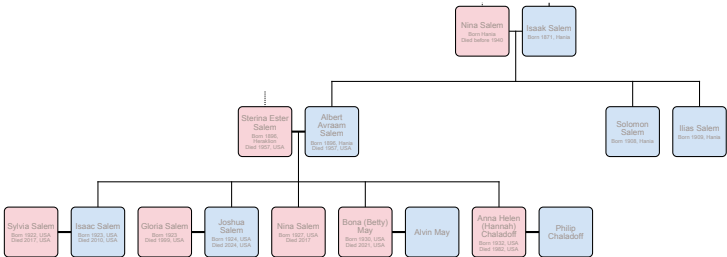 Nina Salem
Born Hania
Died before 1940
Isaak Salem
Born 1871, Hania
Sterina Ester
Salem
Born 1898,
Heraklion
Died 1957, USA
Albert
Avraam
Salem
Born 1896, Hania
Died 1957, USA
Solomon
Salem
Born 1906, Hania
Ilias Salem
Born 1909, Hania
Sylvia Salem
Born 1922, USA
Died 2017, USA
Isaac Salem
Born 1923, USA
Died 2010, USA
Gloria Salem
Born 1923
Died 1969, USA
Joshua
Salem
Born 1924, USA
Died 2024, USA
Nina Salem
Born 1927, USA
Died 2017
Bona (Betty)
May
Born 1930, USA
Died 2021, USA
Alvin May
Anna Helen
(Hannah)
Chaladoff
Born 1932, USA
Died 1982, USA
Philip
Chaladoff